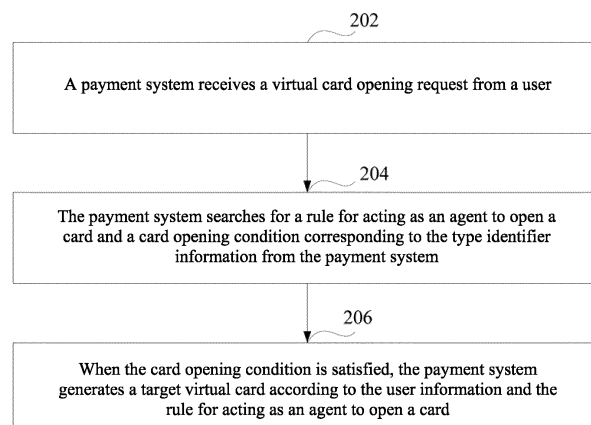 202
A payment system receives a virtual card opening request from a user
204
The payment system searches for a rule for acting as an agent to open a
card and a card opening condition corresponding to the type identifier
information from the payment system
206
When the card opening condition is satisfied, the payment system
generates a target virtual card according to the user information and the
rule for acting as an agent to open a card